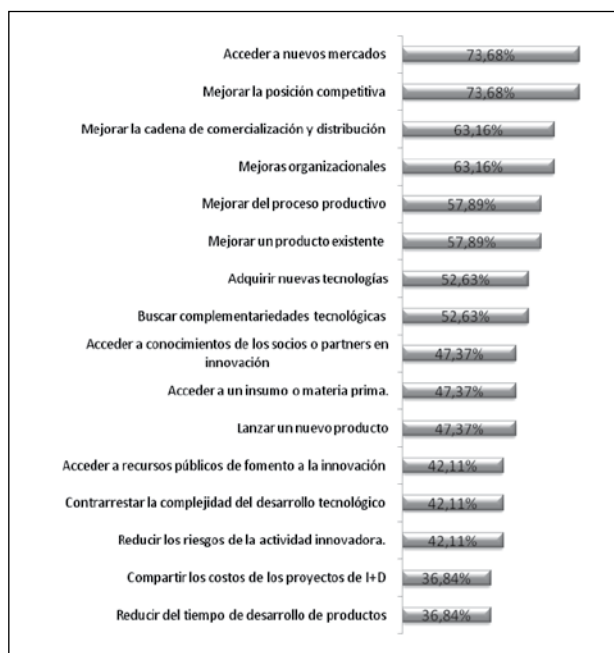 Acceder a nuevos mercados 73,68%
Mejorar la posición competitiva 73,68%
Mejorar la cadena de comercialización y distribución 63,16%
Mejoras organizacionales 63,16%
Mejorar del proceso productivo 57,89%
Mejorar un producto existente 57,89%
Adquirir nuevas tecnologías 52,63%
Buscar complementariedades tecnológicas 52,63%
Acceder a conocimientos de los socios o partners en
innovación 47,37%
Acceder a un insumo o materia prima. 47,37%
Lanzar un nuevo producto 47,37%
Acceder a recursos públicos de fomento a la innovación 42,11%
Contrarrestar la complejidad del desarrollo tecnológico 42,11%
Reducir los riesgos de la actividad innovadora. 42,11%
Compartir los costos de los proyectos de I+D 36,84%
Reducir del tiempo de desarrollo de productos 36,84%